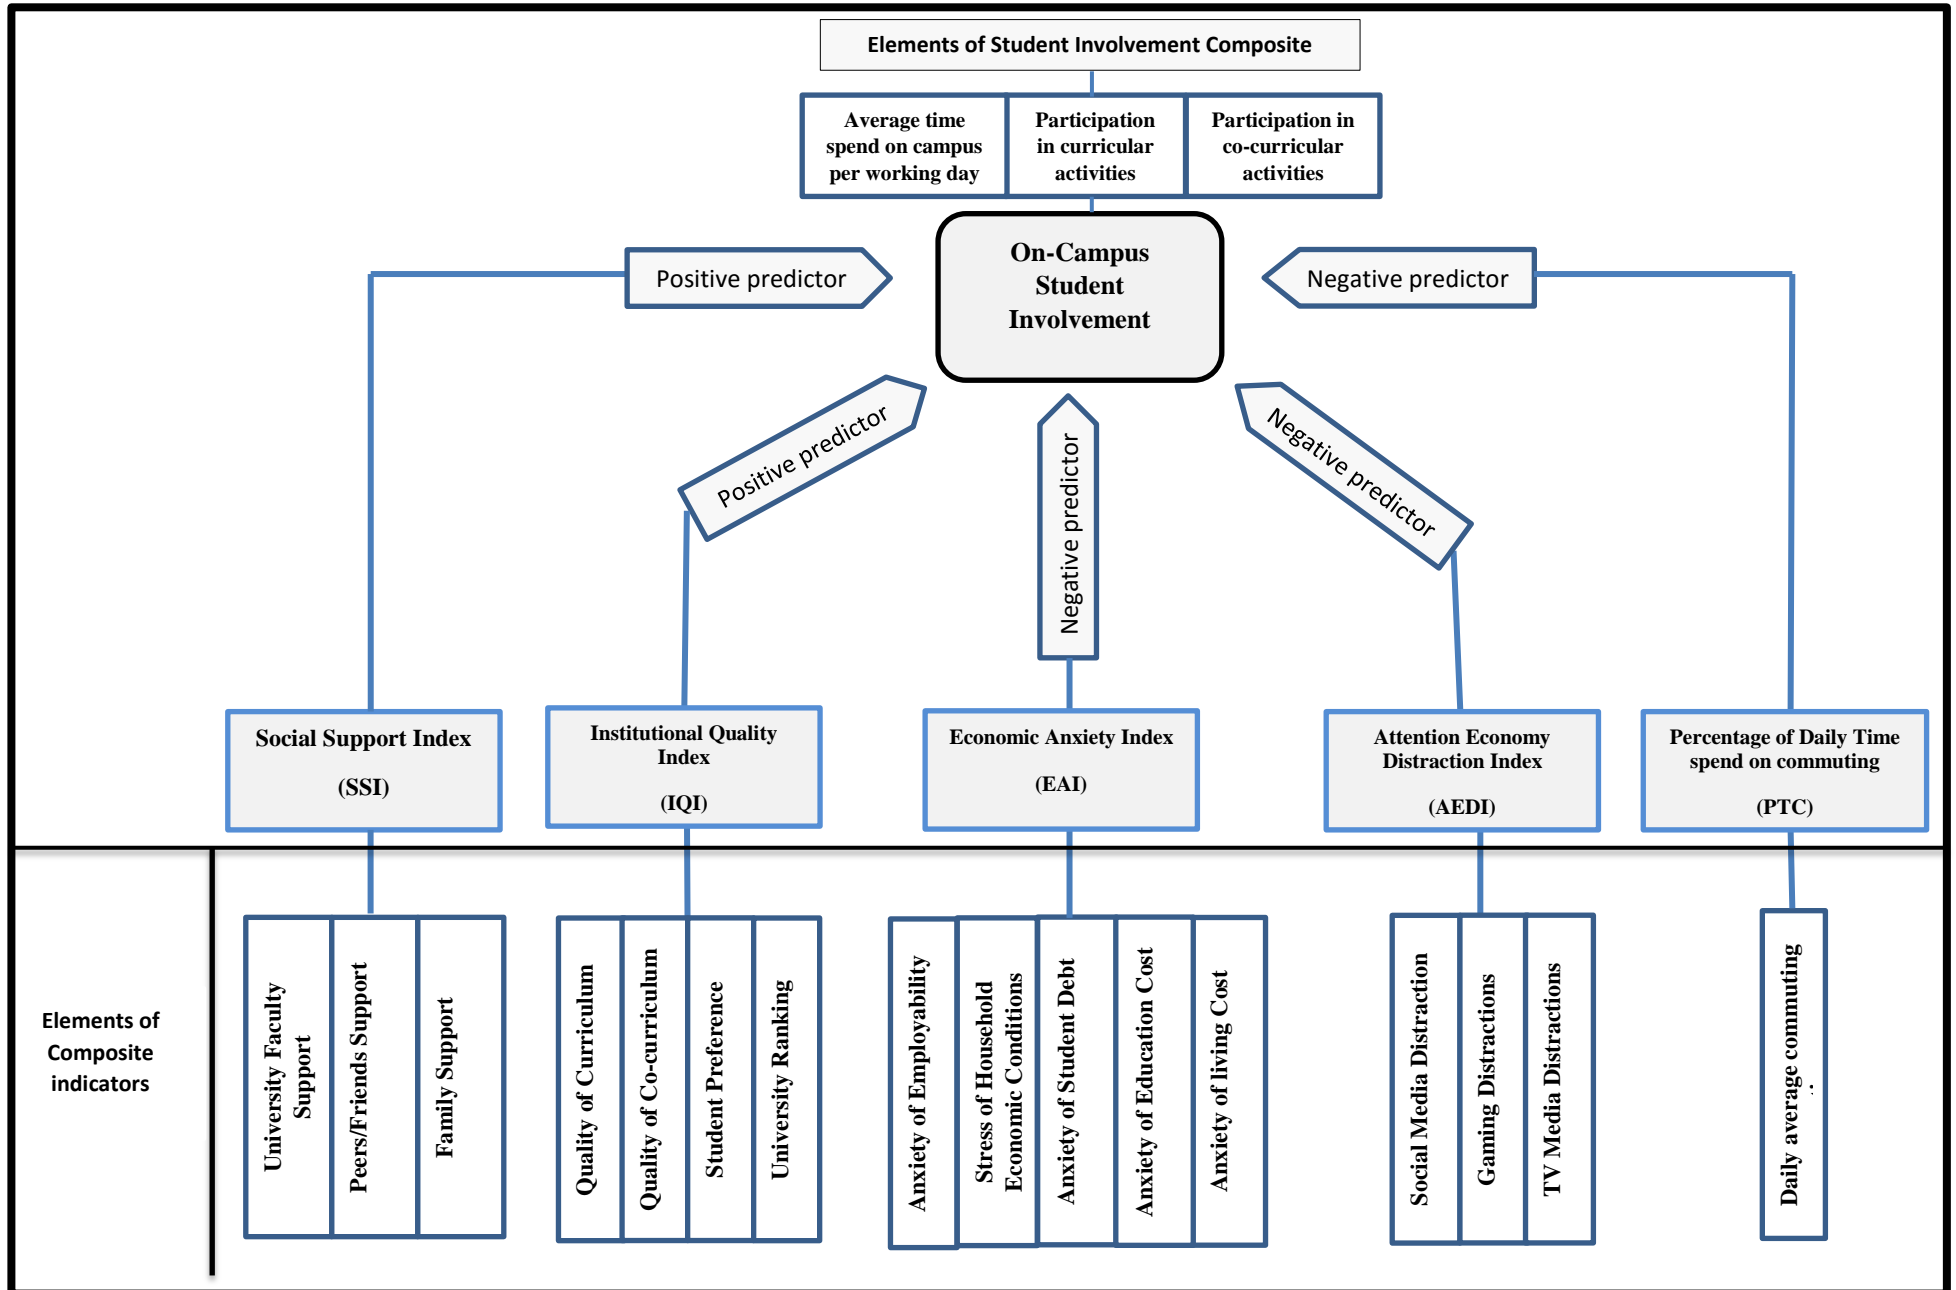 Elements of Student Involvement Composite
Average time
spend on campus
per working day
Participation
in curricular
activities
Participation in
co-curricular
activities
On-Campus
Student
Involvement
Positive predictor
Negative predictor
Positive predictor
Negative predictor
Negative predictor
Social Support Index
(SSI)
Institutional Quality
Index
(IQI)
Economic Anxiety Index
(EAI)
Attention Economy
Distraction Index
(AEDI)
Percentage of Daily Time
spend on commuting
(PTC)
Elements of
Composite
indicators
University Faculty
Support
Peers/Friends Support
Family Support
Quality of Curriculum
Quality of Co-curriculum
Student Preference
University Ranking
Anxiety of Employability
Stress of Household
Economic Conditions
Anxiety of Student Debt
Anxiety of Education Cost
Anxiety of living Cost
Social Media Distraction
Gaming Distractions
TV Media Distractions
Daily average commuting